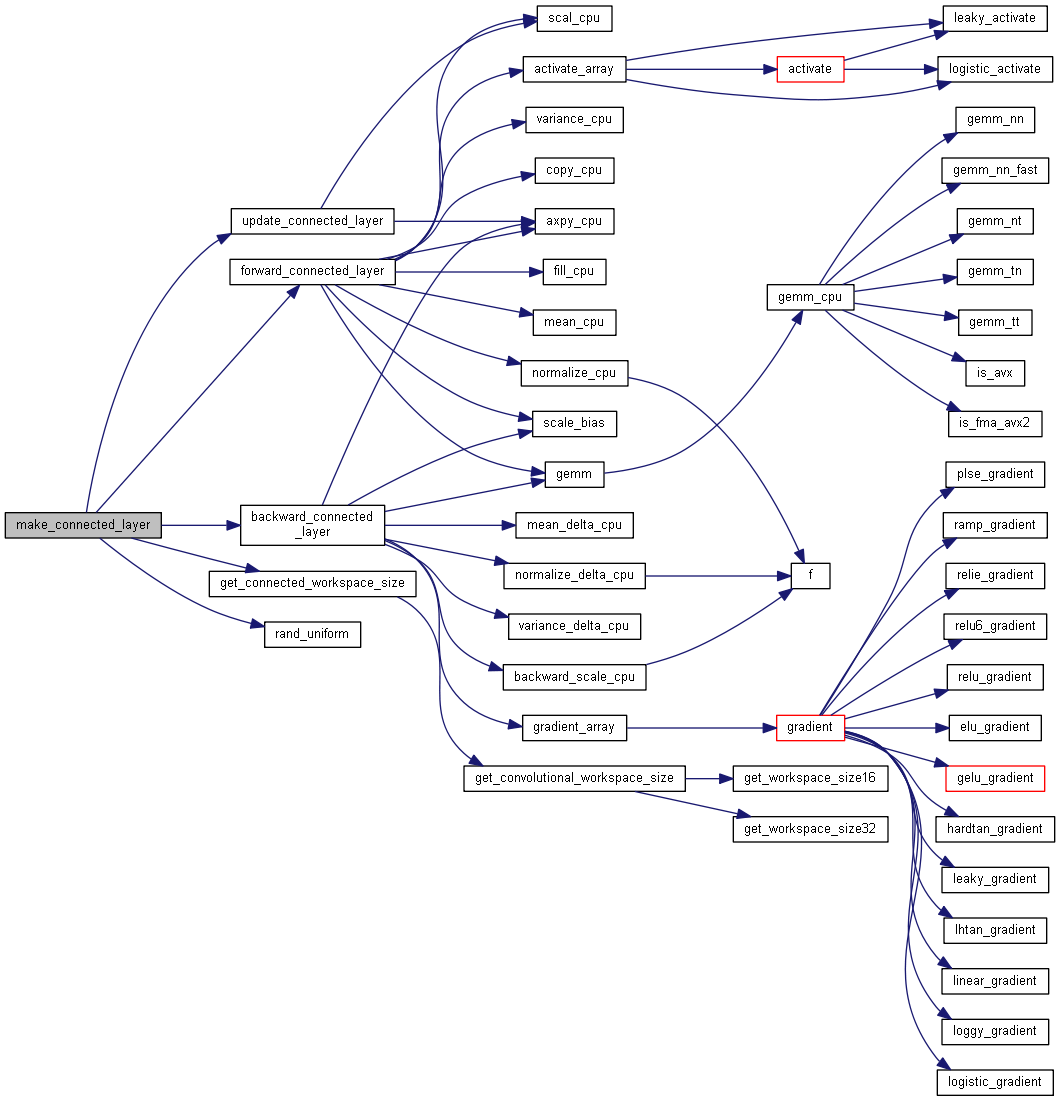 scal_cpu
leaky_activate
activate_array
activate
logistic_activate
variance_cpu
gemm_nn
copy_cpu
gemm_nn_fast
update_connected_layer
axpy_cpu
gemm_nt
forward_connected_layer
fill_cpu
gemm_tn
gemm_cpu
mean_cpu
gemm_tt
normalize_cpu
is_avx
scale_bias
is_fma_avx2
gemm
plse_gradient
make_connected_layer
backward_connected
_layer
mean_delta_cpu
ramp_gradient
get_connected_workspace_size
normalize_delta_cpu
f
relie_gradient
rand_uniform
variance_delta_cpu
relu6_gradient
backward_scale_cpu
relu_gradient
gradient_array
gradient
elu_gradient
get_convolutional_workspace_size
get_workspace_size16
gelu_gradient
get_workspace_size32
hardtan_gradient
leaky_gradient
lhtan_gradient
linear_gradient
loggy_gradient
logistic_gradient